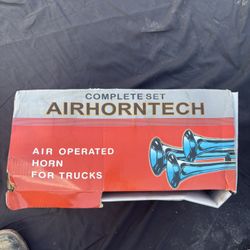 COMPLETE SET
AIRHORNTECH
AIR OPERATED
HORN
FOR TRUCKS